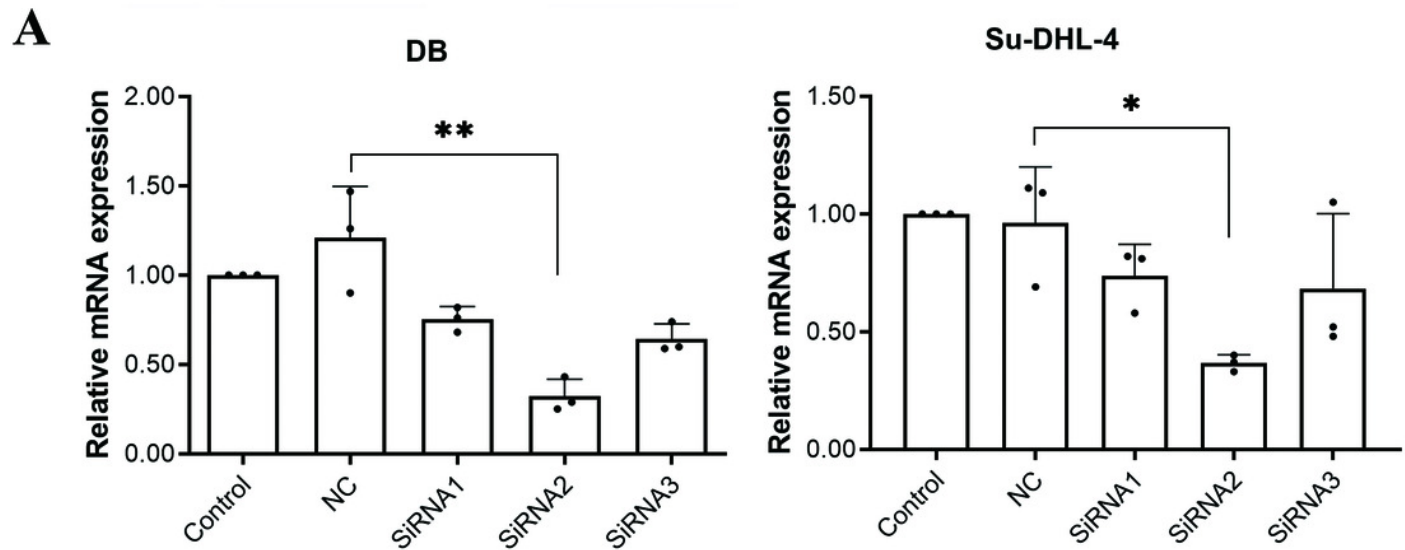 A
DB
Relative mRNA expression
2.00
1.50
1.00
0.50
0.00
**
Control
NC
SiRNA1
SiRNA2
SiRNA3
Su-DHL-4
Relative mRNA expression
1.50
1.00
0.50
0.00
*
Control
NC
SiRNA1
SiRNA2
SiRNA3